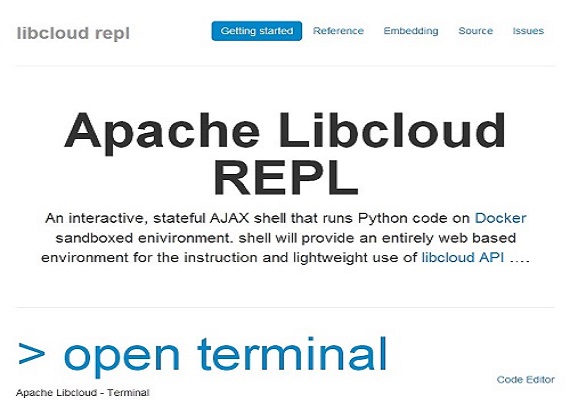 libcloud repl
Getting started Reference Embedding Source Issues
Apache Libcloud
REPL
An interactive, stateful AJAX shell that runs Python code on Docker
sandboxed enivironment. shell will provide an entirely web based
environment for the instruction and lightweight use of libcloud API ....
> open terminal
Code Editor
Apache Libcloud - Terminal